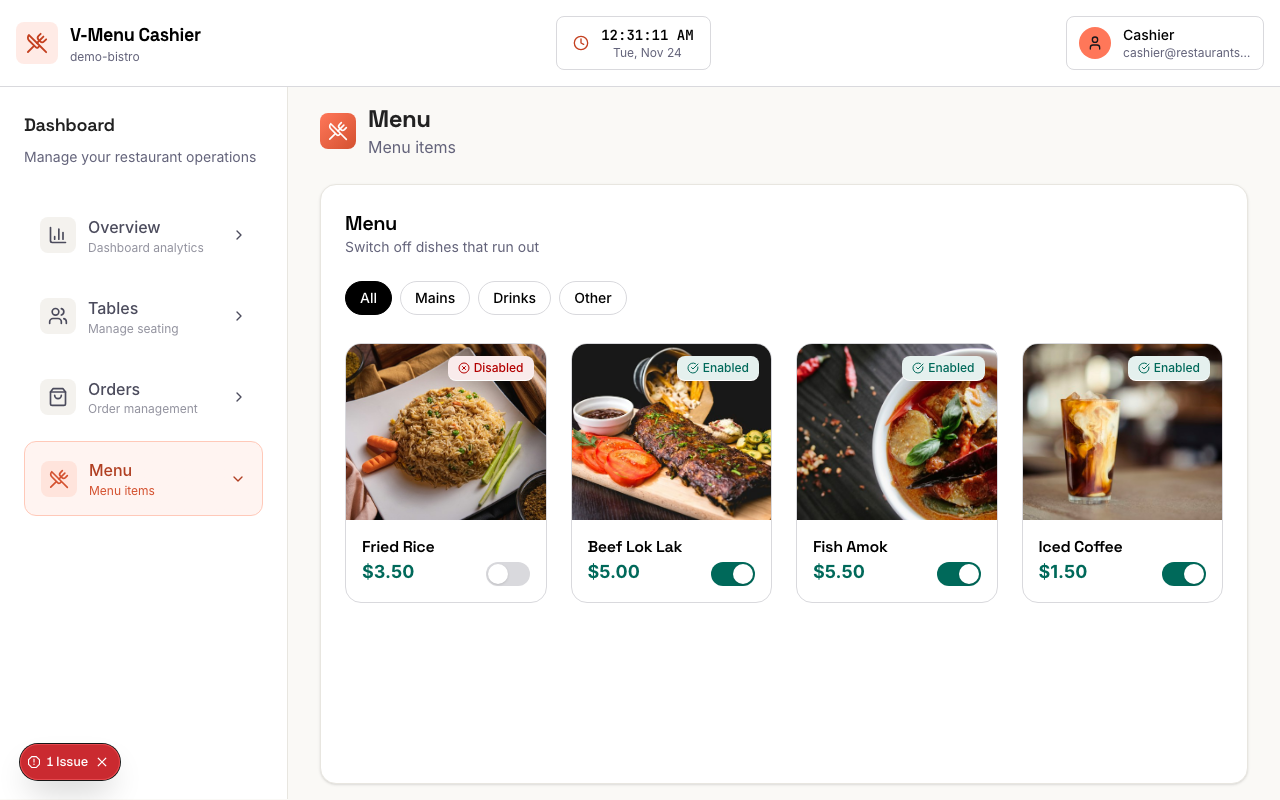 V-Menu Cashier
demo-bistro
12:31:11 AM
Tue, Nov 24
Cashier
cashier@restaurants...
Dashboard
Manage your restaurant operations
Overview
Dashboard analytics
Tables
Manage seating
Orders
Order management
Menu
Menu items
1 Issue
Menu
Menu items
Menu
Switch off dishes that run out
All
Mains
Drinks
Other
Disabled
Fried Rice
$3.50
Enabled
Beef Lok Lak
$5.00
Enabled
Fish Amok
$5.50
Enabled
Iced Coffee
$1.50